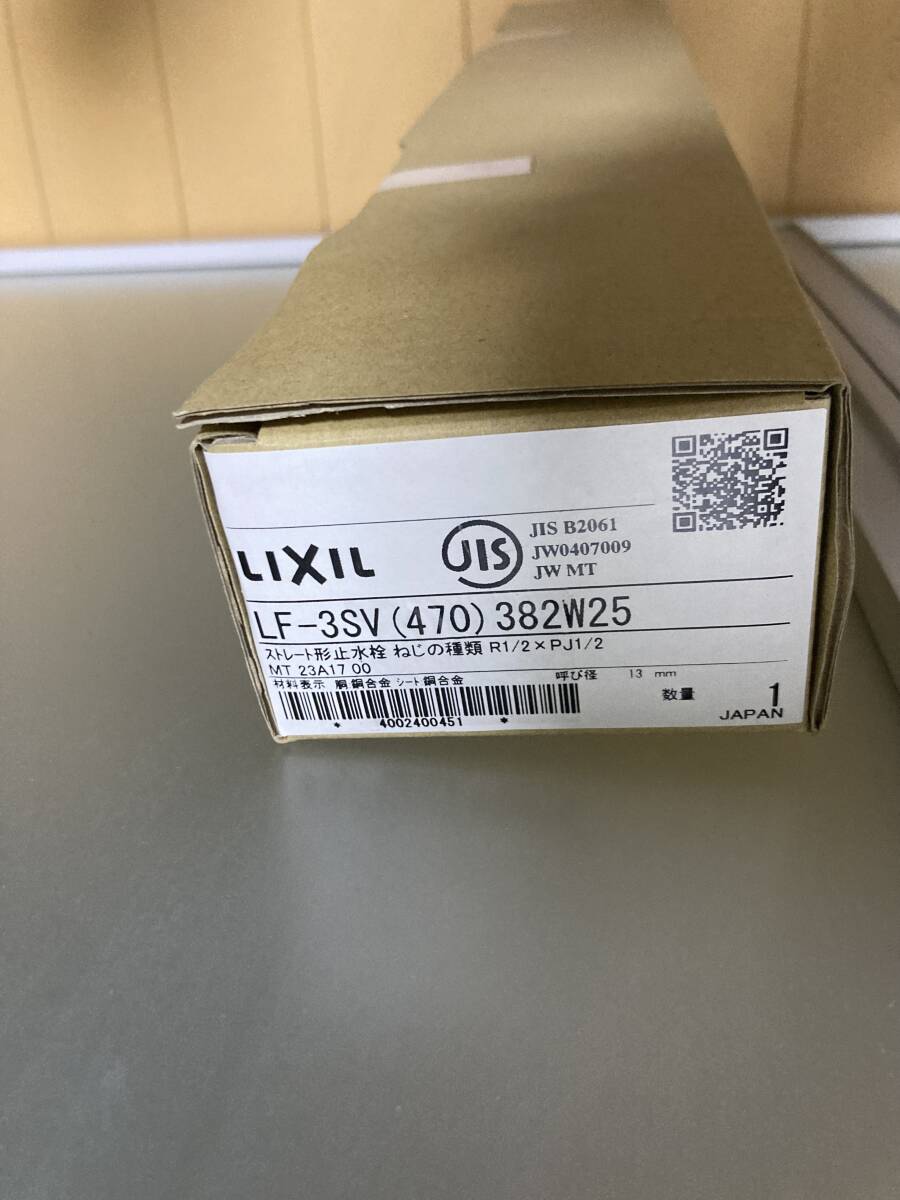 JIS B2061
LIXIL
JIS
JW0407009
JW MT
LF-3SV(470)382W25
ストレート形止水栓 ねじの種類 R1/2×PJ1/2
MT 23A17 00
材料表示 胴 銅合金 シート 銅合金 呼び径 13 mm
数量 1
* 4002400451 *
JAPAN